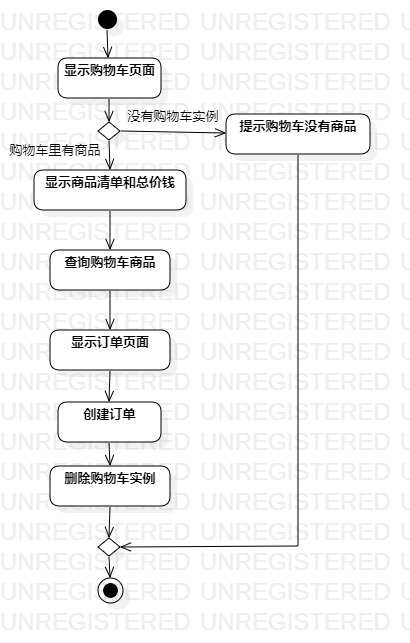 显示购物车页面
没有购物车实例
提示购物车没有商品
购物车里有商品
显示商品清单和总价钱
查询购物车商品
显示订单页面
创建订单
删除购物车实例
UNREGISTERED